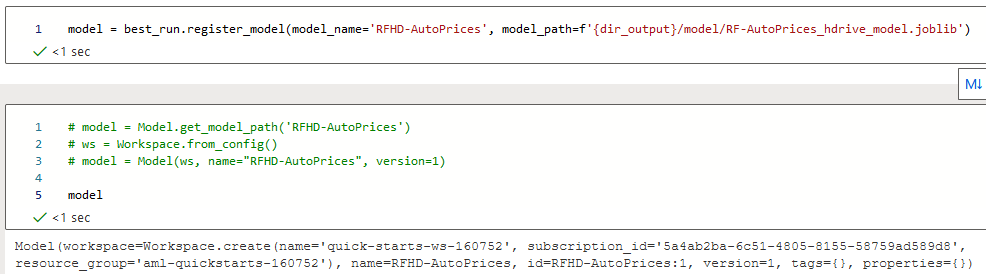 1 model = best_run.register_model(model_name='RFHD-AutoPrices', model_path=f'{dir_output}/model/RF-AutoPrices_hdrive_model.joblib')
<1 sec
M↓
1 # model = Model.get_model_path('RFHD-AutoPrices')
2 # ws = Workspace.from_config()
3 # model = Model(ws, name="RFHD-AutoPrices", version=1)
4
5 model
<1 sec
Model(workspace=Workspace.create(name='quick-starts-ws-160752', subscription_id='5a4ab2ba-6c51-4805-8155-58759ad589d8',
resource_group='aml-quickstarts-160752'), name=RFHD-AutoPrices, id=RFHD-AutoPrices:1, version=1, tags={}, properties={})